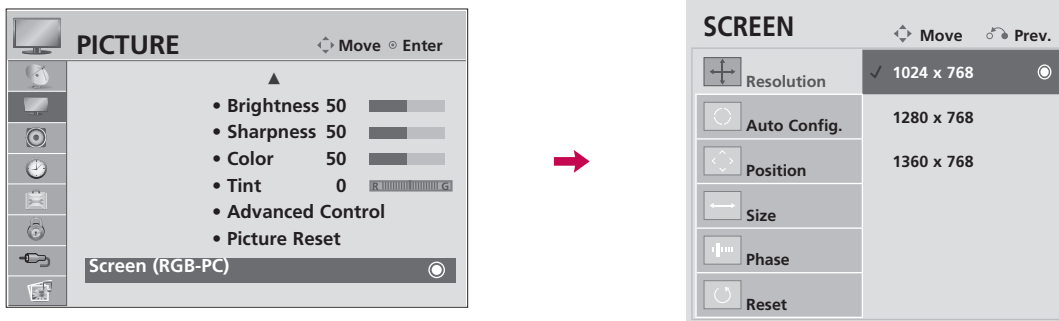 PICTURE Move Enter
▲
• Brightness 50
• Sharpness 50
• Color 50
• Tint 0 R G
• Advanced Control
• Picture Reset
Screen (RGB-PC)
SCREEN Move Prev.
Resolution ✓ 1024 x 768
Auto Config. 1280 x 768
Position 1360 x 768
Size
Phase
Reset